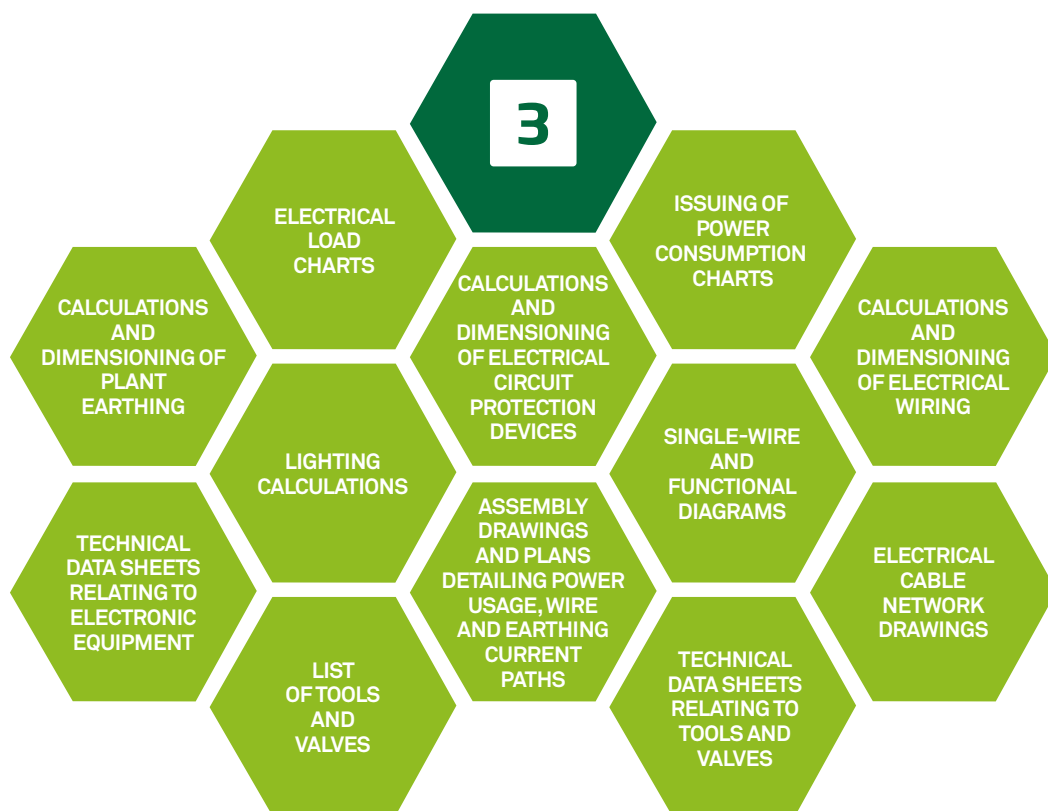 3
ELECTRICAL
LOAD
CHARTS
ISSUING OF
POWER
CONSUMPTION
CHARTS
CALCULATIONS
AND
DIMENSIONING OF
PLANT
EARTHING
CALCULATIONS
AND
DIMENSIONING
OF ELECTRICAL
CIRCUIT
PROTECTION
DEVICES
CALCULATIONS
AND
DIMENSIONING
OF ELECTRICAL
WIRING
LIGHTING
CALCULATIONS
SINGLE-WIRE
AND
FUNCTIONAL
DIAGRAMS
TECHNICAL
DATA SHEETS
RELATING TO
ELECTRONIC
EQUIPMENT
ASSEMBLY
DRAWINGS
AND PLANS
DETAILING POWER
USAGE, WIRE
AND EARTHING
CURRENT
PATHS
ELECTRICAL
CABLE
NETWORK
DRAWINGS
LIST
OF TOOLS
AND
VALVES
TECHNICAL
DATA SHEETS
RELATING TO
TOOLS AND
VALVES